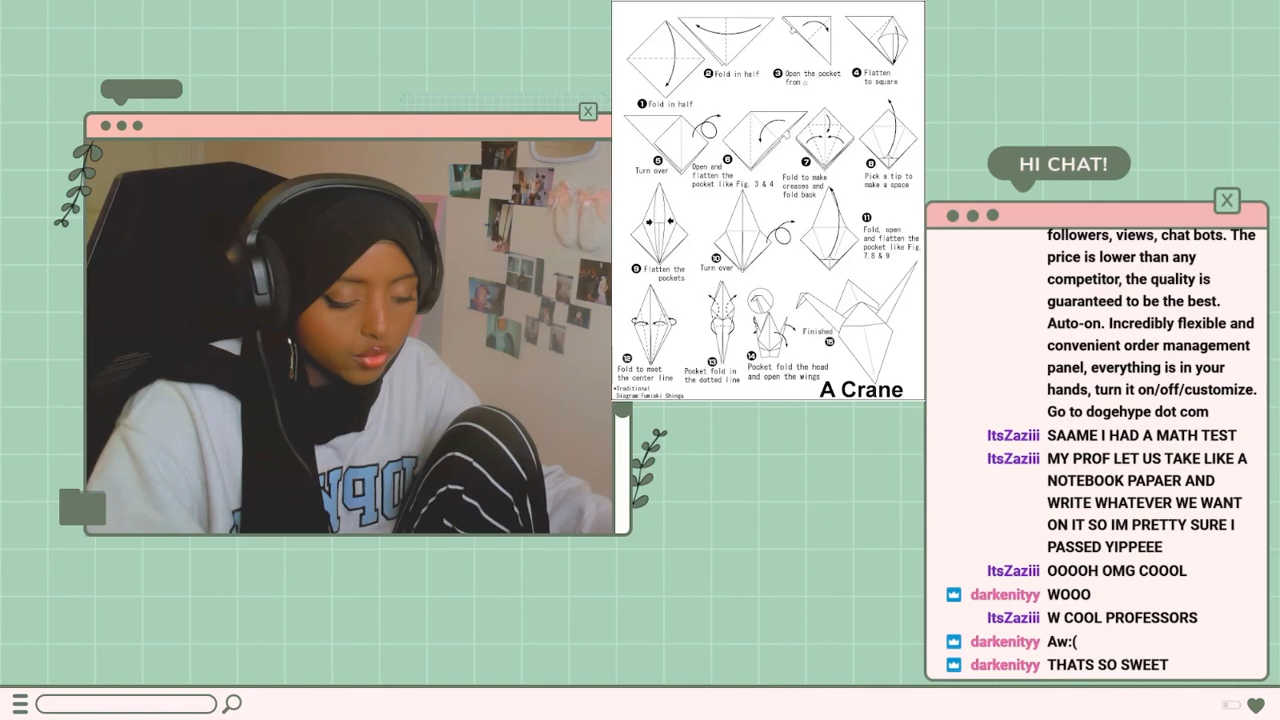 ❷ Fold in half
❸ Open the pocket
from ○
❹ Flatten
to square
❶ Fold in half
❺
Turn over
Open and
❻
flatten the
pocket like Fig. 3 & 4
❼
Fold to make
creases and
fold back
❽
Pick a tip to
make a space
❾ Flatten the
pockets
❿
Turn over
⓫
Fold, open
and flatten the
pocket like Fig.
7,8 & 9
⓬
Fold to meet
the center line
⓭
Pocket fold in
the dotted line
⓮
Pocket fold the head
and open the wings
Finished
⓯
*Traditional
Diagram:Fumiaki Shingu
A Crane
X
HI CHAT!
X
followers, views, chat bots. The
price is lower than any
competitor, the quality is
guaranteed to be the best.
Auto-on. Incredibly flexible and
convenient order management
panel, everything is in your
hands, turn it on/off/customize.
Go to dogehype dot com
ItsZaziii SAAME I HAD A MATH TEST
ItsZaziii MY PROF LET US TAKE LIKE A
NOTEBOOK PAPAER AND
WRITE WHATEVER WE WANT
ON IT SO IM PRETTY SURE I
PASSED YIPPEEE
ItsZaziii OOOOH OMG COOOL
darkenityy WOOO
ItsZaziii W COOL PROFESSORS
darkenityy Aw:(
darkenityy THATS SO SWEET